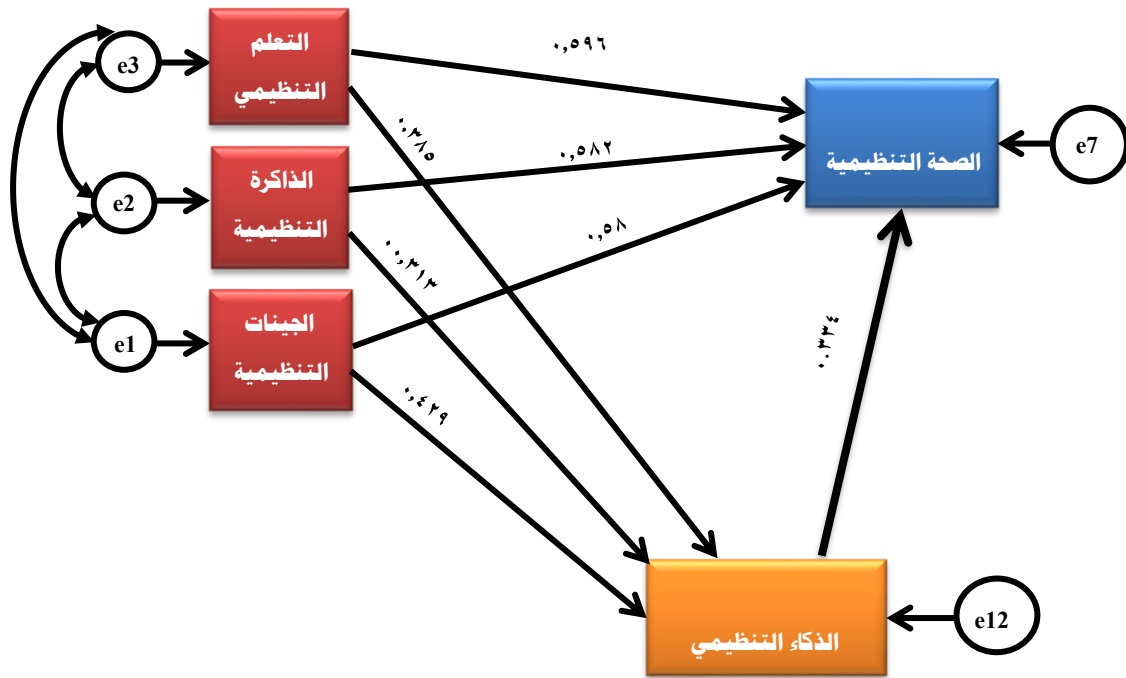 e3
التعلم
التنظيمي
٠,٥٩٦
٠.٣٨٥
الصحة التنظيمية
e7
e2
الذاكرة
التنظيمية
٠,٥٨٢
٠٠,٣١٣
e1
الجينات
التنظيمية
٠,٥٨
٠,٤٢٩
٠.٣٣٤
الذكاء التنظيمي
e12